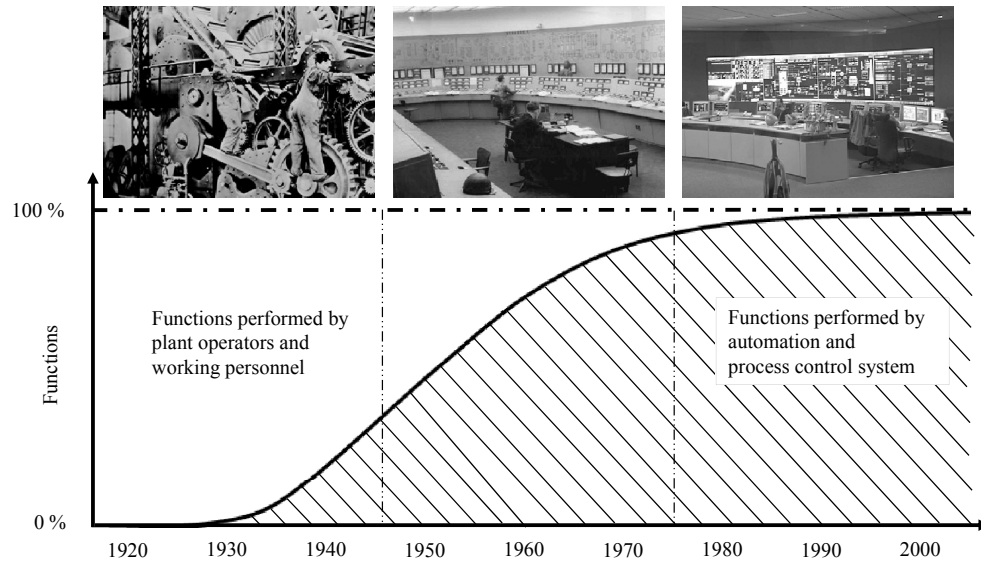 100 %
Functions performed by
plant operators and
working personnel
Functions performed by
automation and
process control system
Functions
0 %
1920 1930 1940 1950 1960 1970 1980 1990 2000